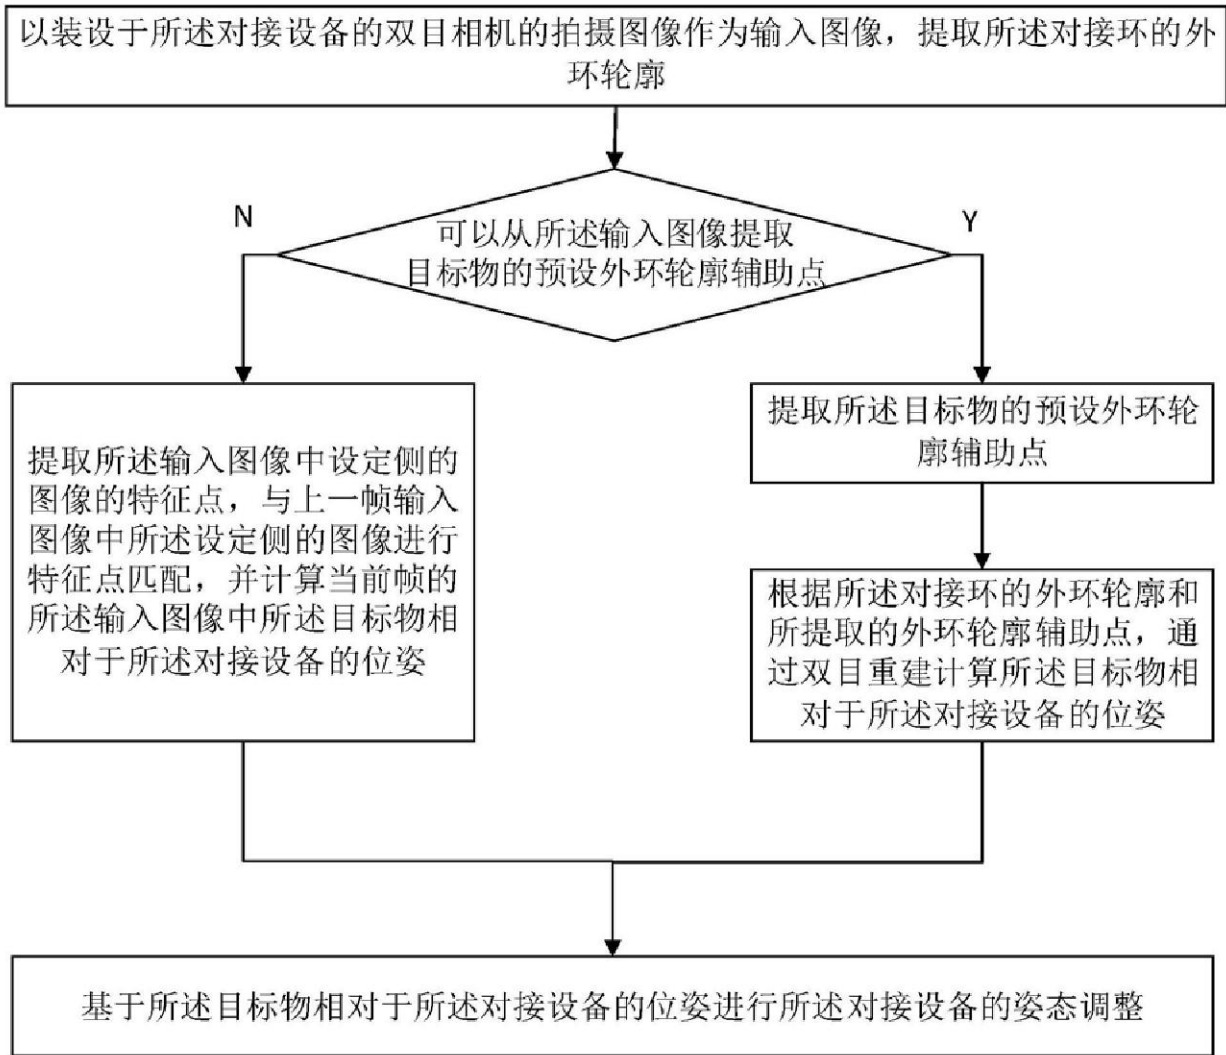 以装设于所述对接设备的双目相机的拍摄图像作为输入图像，提取所述对接环的外
环轮廓
可以从所述输入图像提取
目标物的预设外环轮廓辅助点
N
Y
提取所述输入图像中设定侧的
图像的特征点，与上一帧输入
图像中所述设定侧的图像进行
特征点匹配，并计算当前帧的
所述输入图像中所述目标物相
对于所述对接设备的位姿
提取所述目标物的预设外环轮
廓辅助点
根据所述对接环的外环轮廓和
所提取的外环轮廓辅助点，通
过双目重建计算所述目标物相
对于所述对接设备的位姿
基于所述目标物相对于所述对接设备的位姿进行所述对接设备的姿态调整